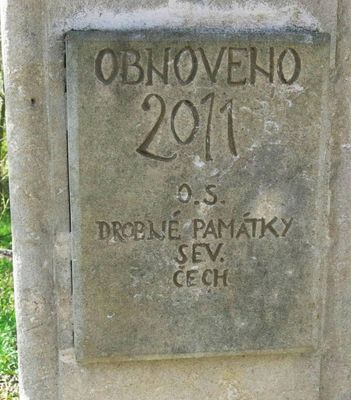 OBNOVENO
2011
O.S.
DROBNÉ PAMÁTKY
SEV.
ČECH